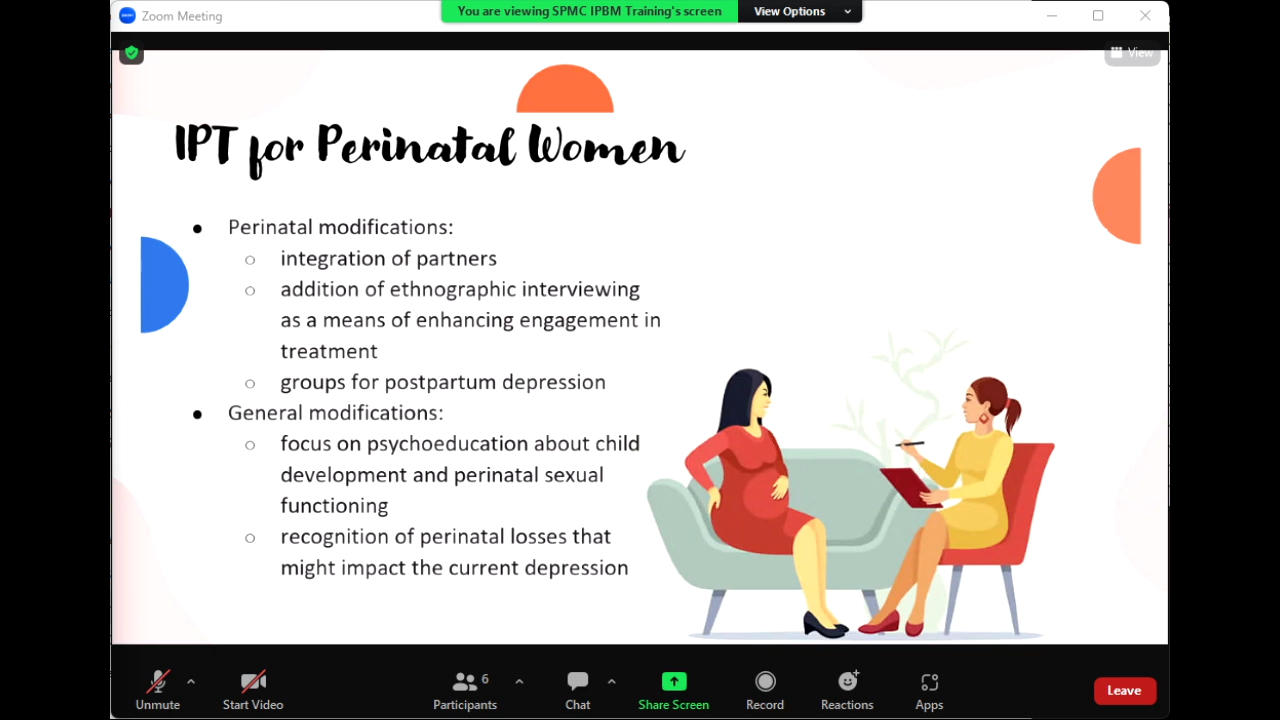 Zoom Meeting
You are viewing SPMC IPBM Training's screen
View Options
View
IPT for Perinatal Women
● Perinatal modifications:
○ integration of partners
○ addition of ethnographic interviewing
as a means of enhancing engagement in
treatment
○ groups for postpartum depression
● General modifications:
○ focus on psychoeducation about child
development and perinatal sexual
functioning
○ recognition of perinatal losses that
might impact the current depression
Unmute
Start Video
6
Participants
Chat
Share Screen
Record
Reactions
Apps
Leave